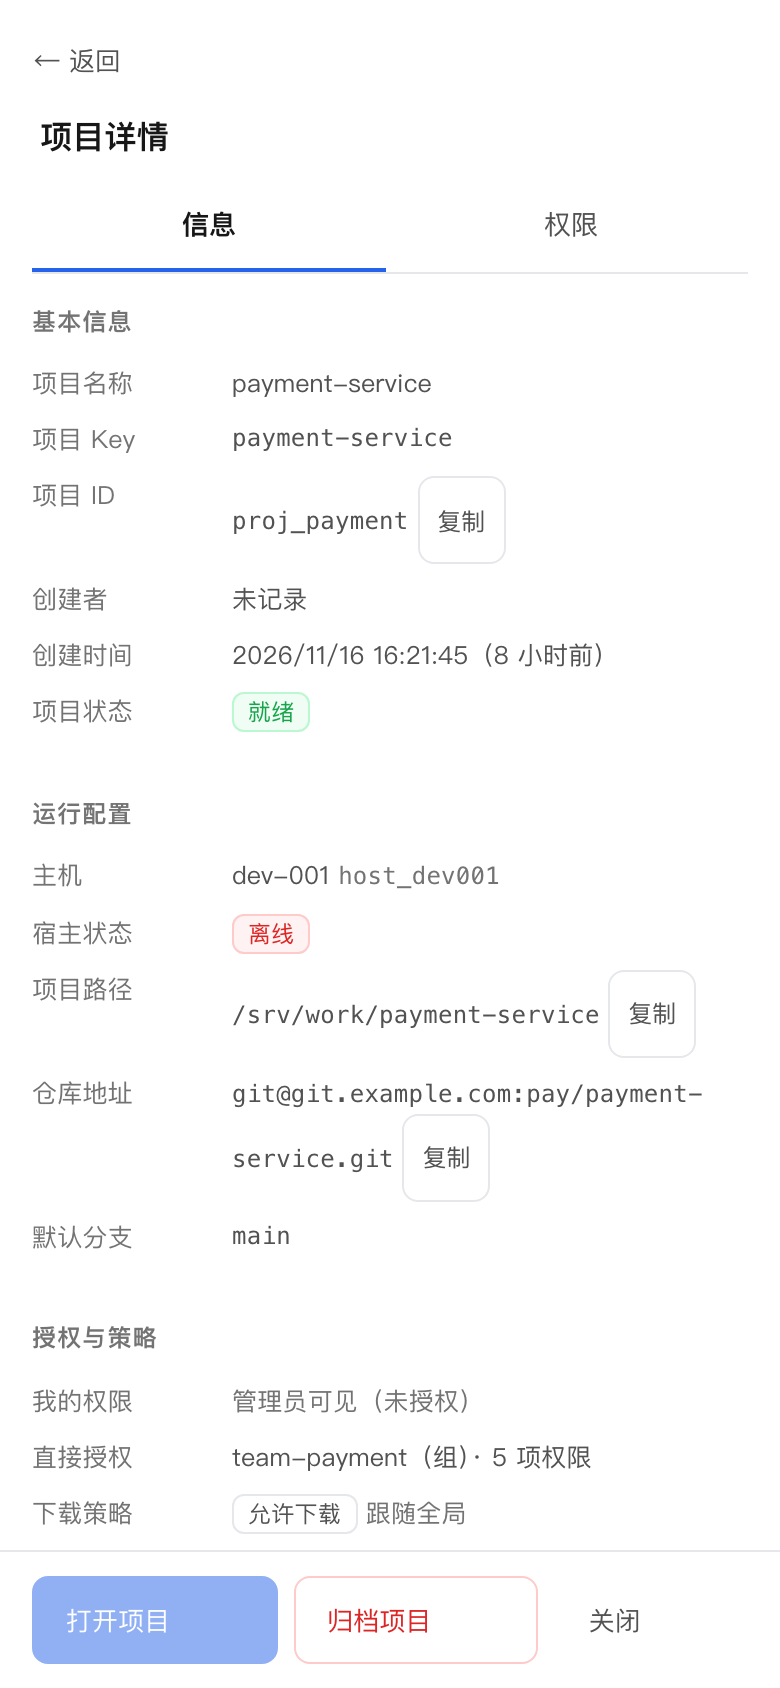 ← 返回
项目详情
信息 权限
基本信息
项目名称 payment-service
项目 Key payment-service
项目 ID proj_payment 复制
创建者 未记录
创建时间 2026/11/16 16:21:45（8 小时前）
项目状态 就绪
运行配置
主机 dev-001 host_dev001
宿主状态 离线
项目路径 /srv/work/payment-service 复制
仓库地址 git@git.example.com:pay/payment-
service.git 复制
默认分支 main
授权与策略
我的权限 管理员可见（未授权）
直接授权 team-payment（组）· 5 项权限
下载策略 允许下载 跟随全局
打开项目 归档项目 关闭